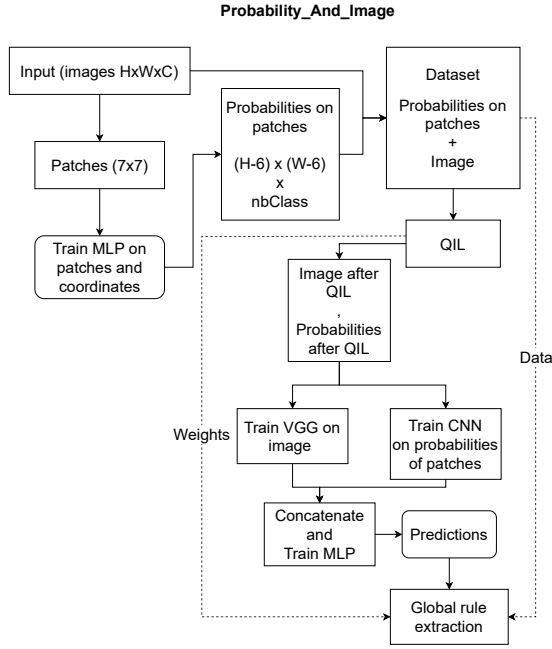 Probability_And_Image
Input (images HxWxC)
Patches (7x7)
Train MLP on
patches and
coordinates
Probabilities on
patches
(H-6) x (W-6)
x
nbClass
Dataset
Probabilities on
patches
+
Image
QIL
Image after
QIL
,
Probabilities
after QIL
Data
Weights
Train VGG on
image
Train CNN
on probabilities
of patches
Concatenate
and
Train MLP
Predictions
Global rule
extraction